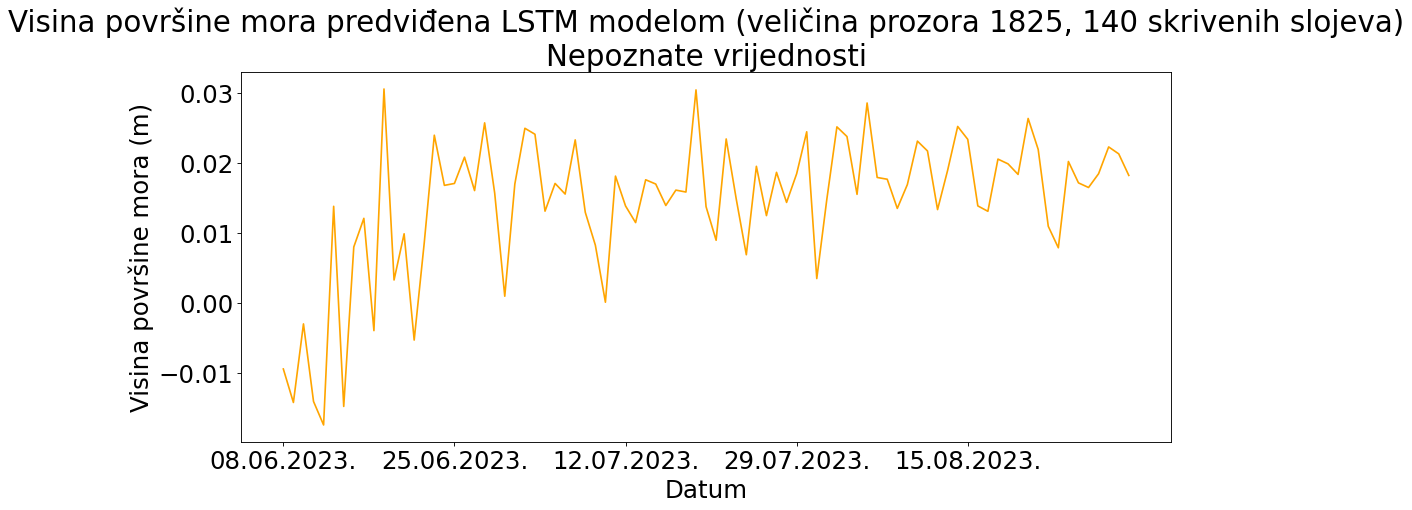 Visina površine mora predviđena LSTM modelom (veličina prozora 1825, 140 skrivenih slojeva)
Nepoznate vrijednosti
Visina površine mora (m)
0.03
0.02
0.01
0.00
−0.01
08.06.2023. 25.06.2023. 12.07.2023. 29.07.2023. 15.08.2023.
Datum